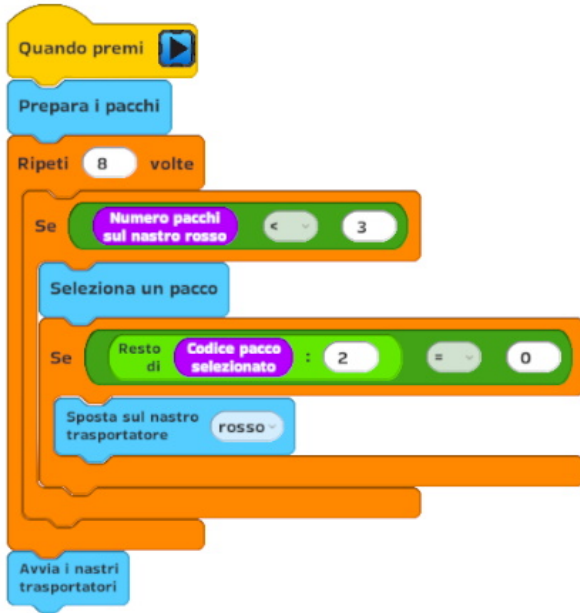 Quando premi
Prepara i pacchi
Ripeti 8 volte
Se Numero pacchi sul nastro rosso < 3
Seleziona un pacco
Se Resto di Codice pacco selezionato : 2 = 0
Sposta sul nastro trasportatore rosso
Avvia i nastri
trasportatori